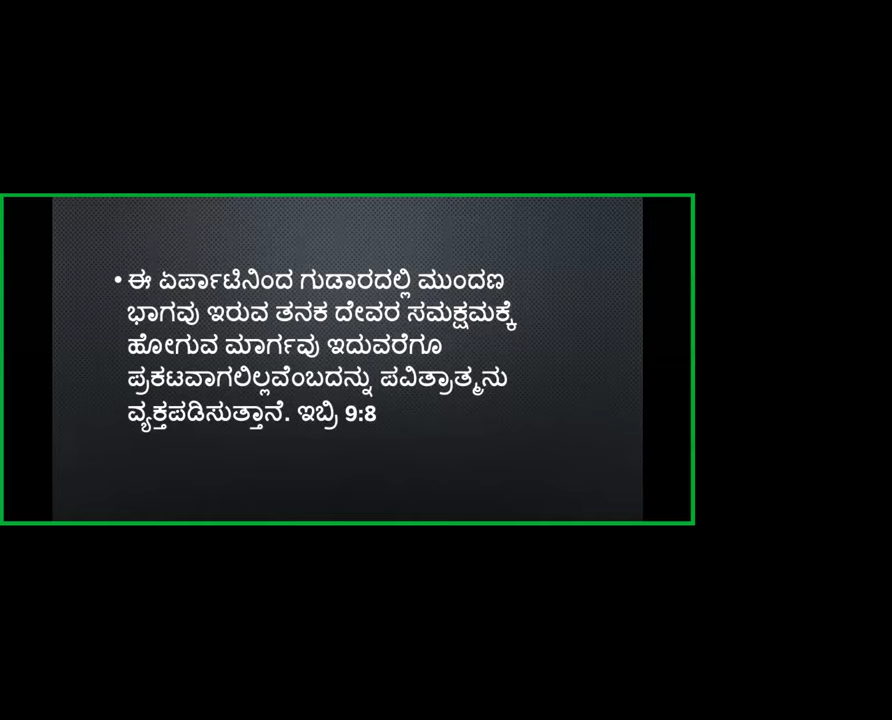 • ಈ ಏರ್ಪಾಟಿನಿಂದ ಗುಡಾರದಲ್ಲಿ ಮುಂದಣ
ಭಾಗವು ಇರುವ ತನಕ ದೇವರ ಸಮಕ್ಷಮಕ್ಕೆ
ಹೋಗುವ ಮಾರ್ಗವು ಇದುವರೆಗೂ
ಪ್ರಕಟವಾಗಲಿಲ್ಲವೆಂಬದನ್ನು ಪವಿತ್ರಾತ್ಮನು
ವ್ಯಕ್ತಪಡಿಸುತ್ತಾನೆ. ಇಬ್ರಿ 9:8